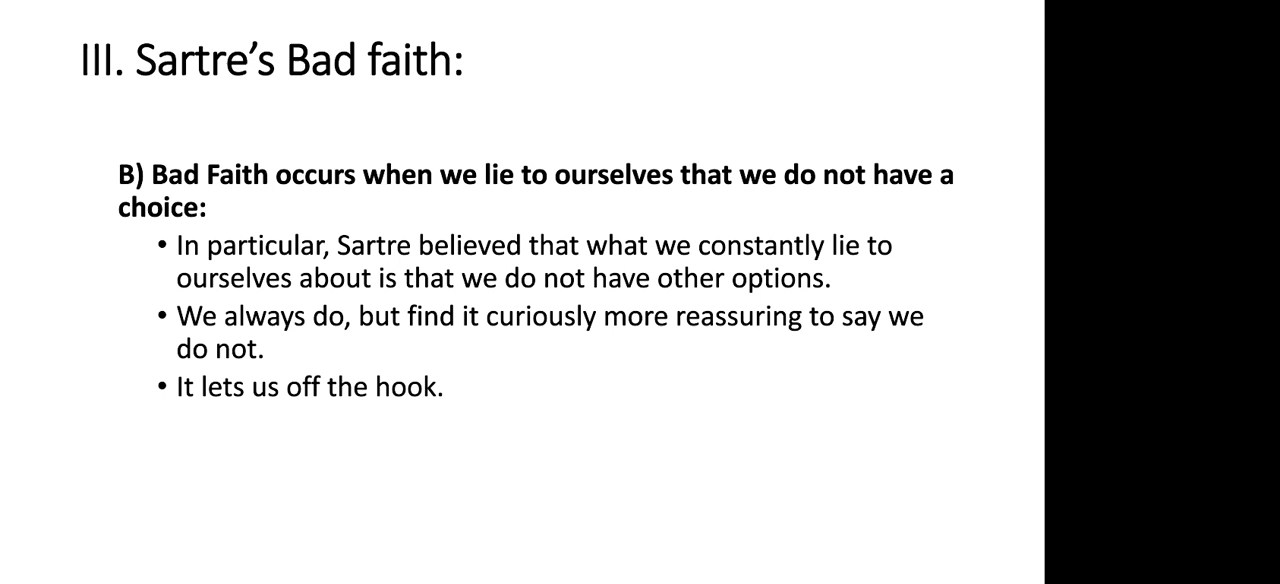 III. Sartre’s Bad faith:
B) Bad Faith occurs when we lie to ourselves that we do not have a
choice:
• In particular, Sartre believed that what we constantly lie to
ourselves about is that we do not have other options.
• We always do, but find it curiously more reassuring to say we
do not.
• It lets us off the hook.